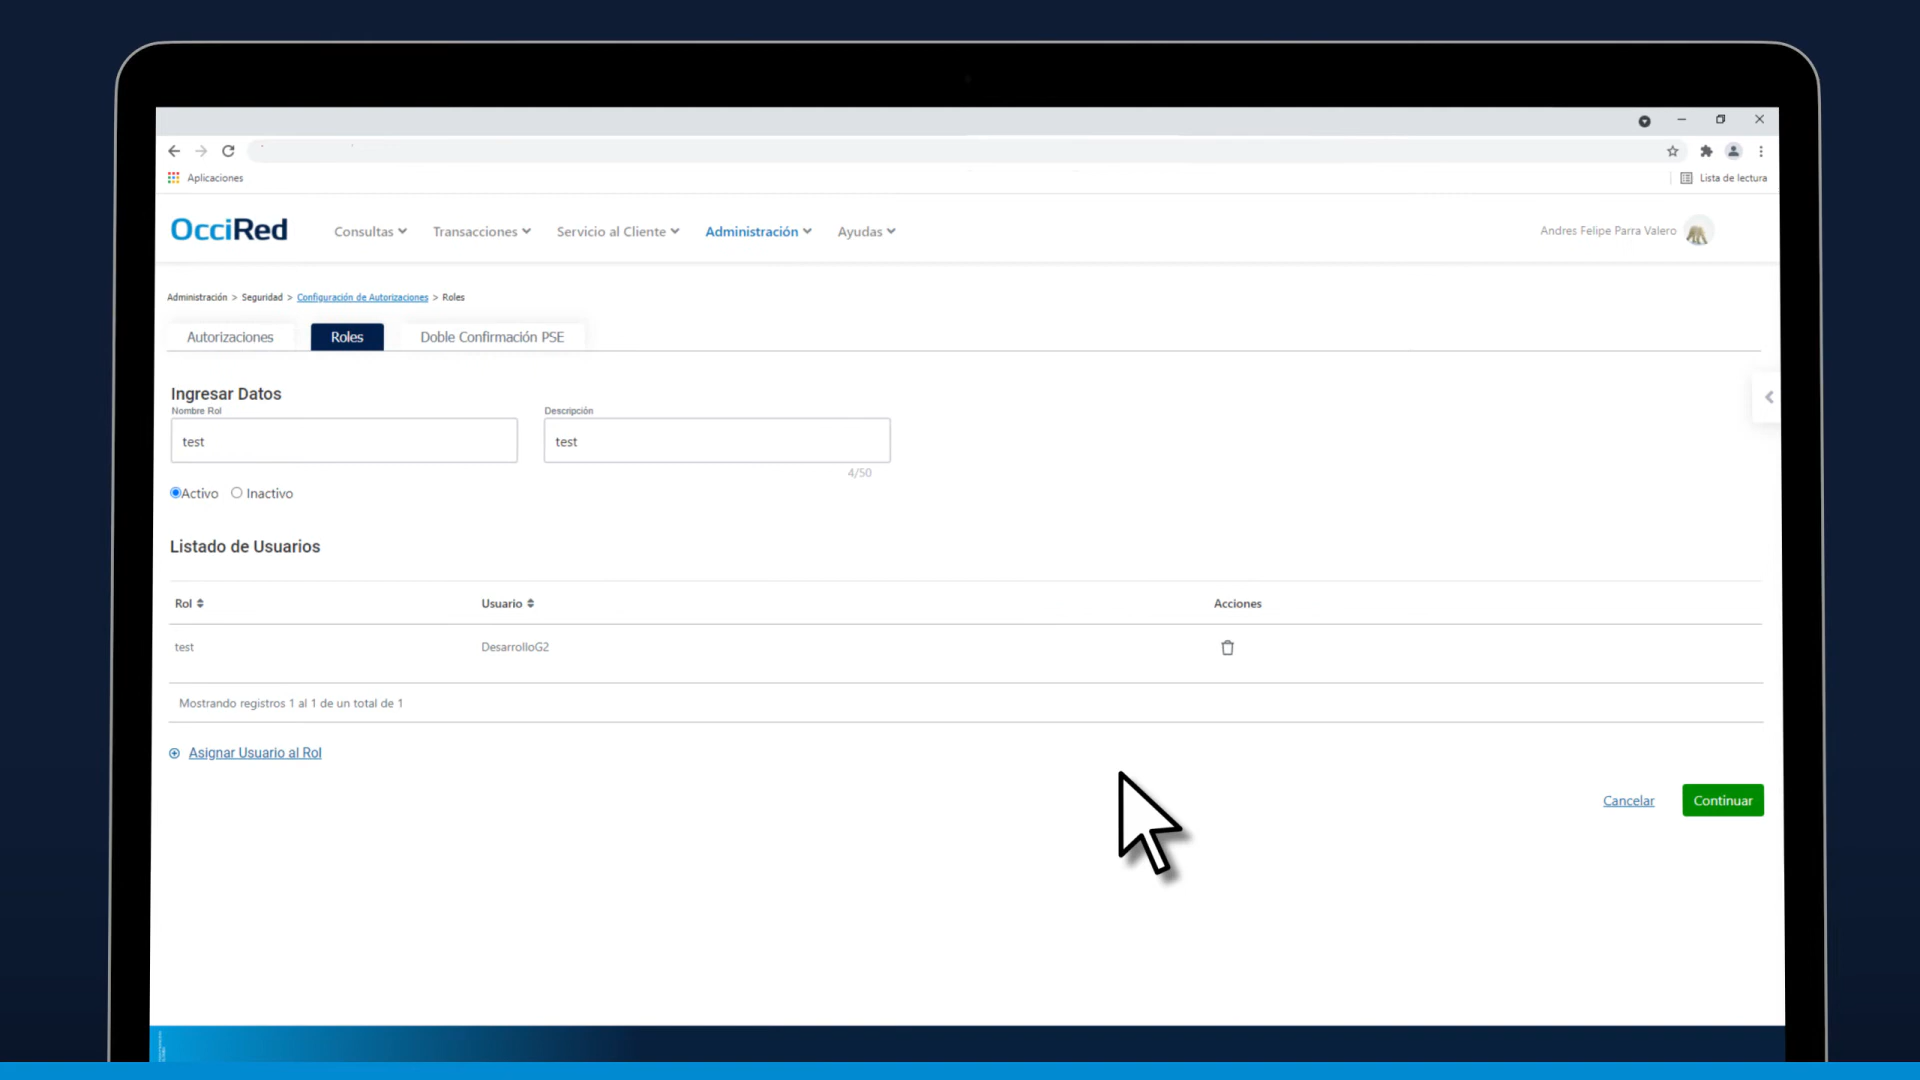 Aplicaciones
Lista de lectura
OcciRed
Consultas
Transacciones
Servicio al Cliente
Administración
Ayudas
Andres Felipe Parra Valero
Administración > Seguridad > Configuración de Autorizaciones > Roles
Autorizaciones
Roles
Doble Confirmación PSE
Ingresar Datos
Nombre Rol
Descripción
test
test
4/50
Activo
Inactivo
Listado de Usuarios
Rol
Usuario
Acciones
test
DesarrolloG2
Mostrando registros 1 al 1 de un total de 1
Asignar Usuario al Rol
Cancelar
Continuar